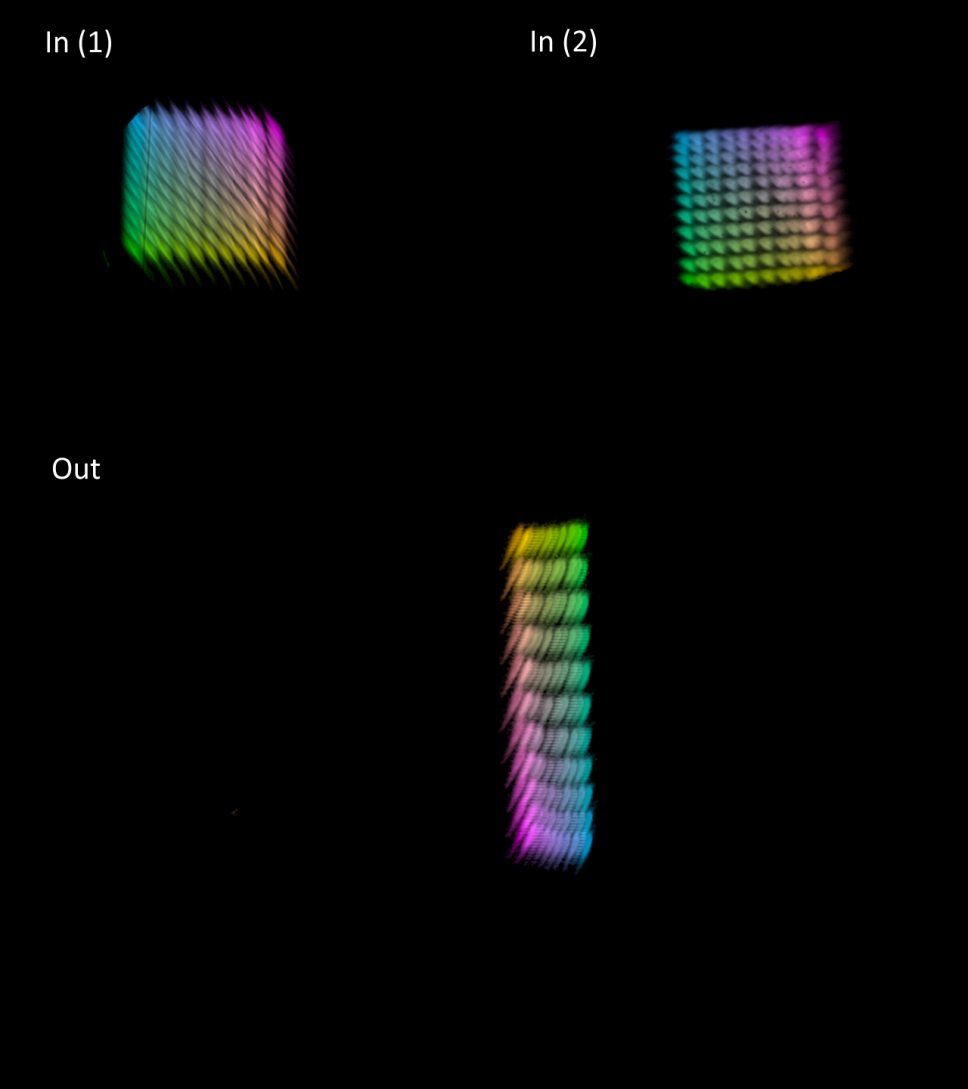 In (1)
In (2)
Out